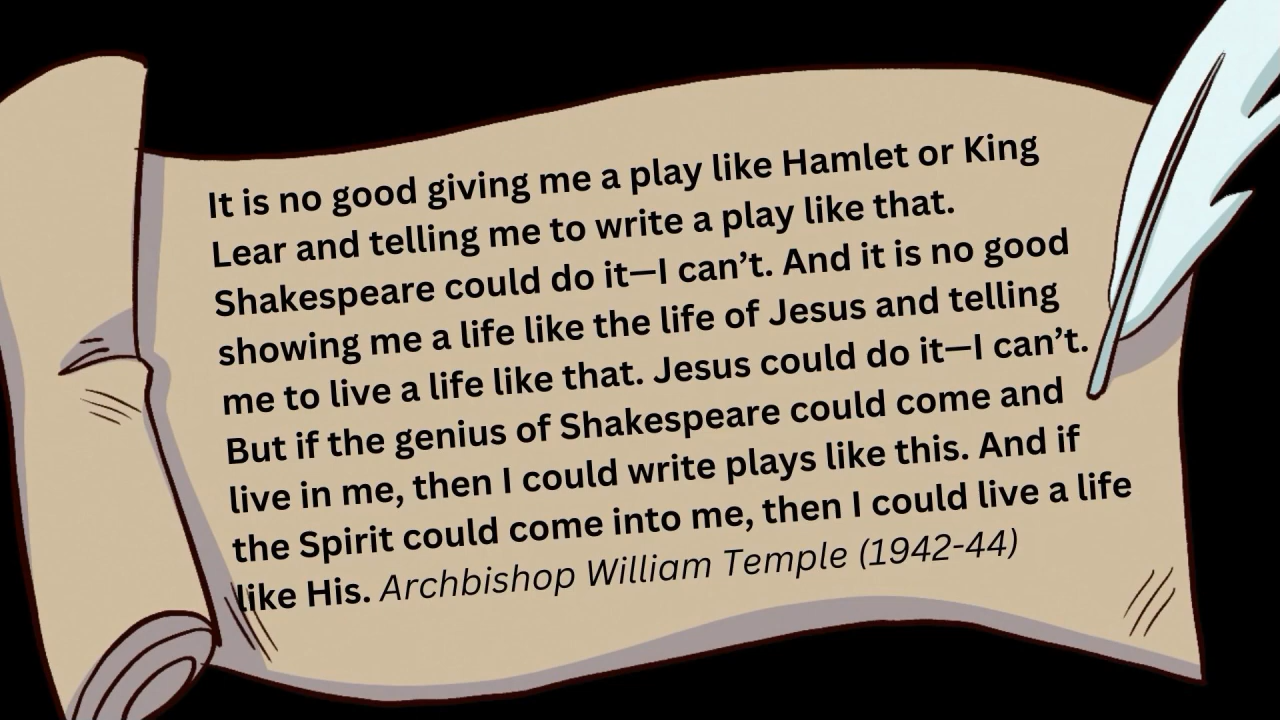 It is no good giving me a play like Hamlet or King
Lear and telling me to write a play like that.
Shakespeare could do it—I can’t. And it is no good
showing me a life like the life of Jesus and telling
me to live a life like that. Jesus could do it—I can’t.
But if the genius of Shakespeare could come and
live in me, then I could write plays like this. And if
the Spirit could come into me, then I could live a life
like His. Archbishop William Temple (1942-44)